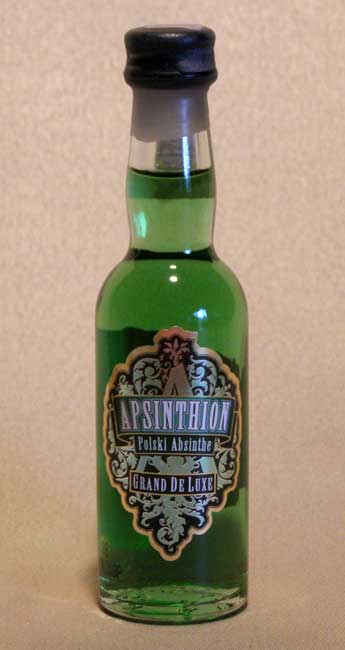 APSINTHION
Polski Absinthe
GRAND DE LUXE